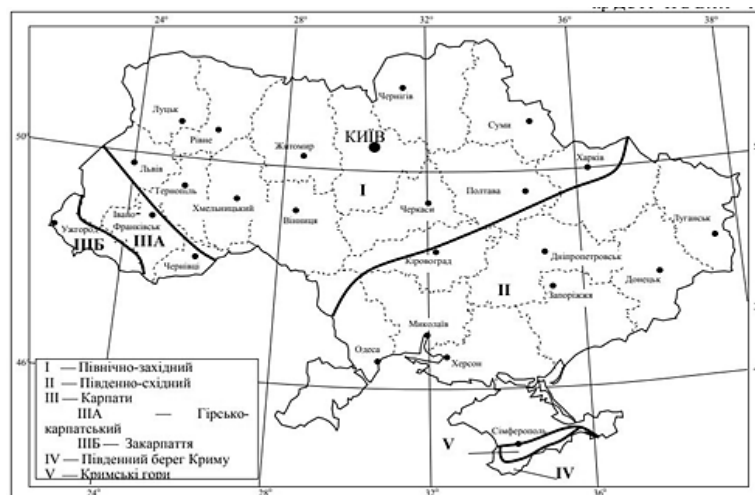 24°
28°
32°
36°
38°
Чернігів
Луцьк
Рівне
Суми
50°
Житомир
КИЇВ
Харків
Львів
Тернопіль
I
Полтава
Хмельницький
Черкаси
Івано-
Франківськ
Вінниця
Луганськ
Ужгород
IIIБ
IIIА
Чернівці
Кіровоград
Дніпропетровськ
Донецьк
II
Запоріжжя
Миколаїв
Одеса
Херсон
46°
I — Північно-західний
II — Південно-східний
III — Карпати
IIIА — Гірсько-
карпатський
IIIБ — Закарпаття
IV — Південний берег Криму
V — Кримські гори
Сімферополь
V
IV
24°
28°
32°
36°